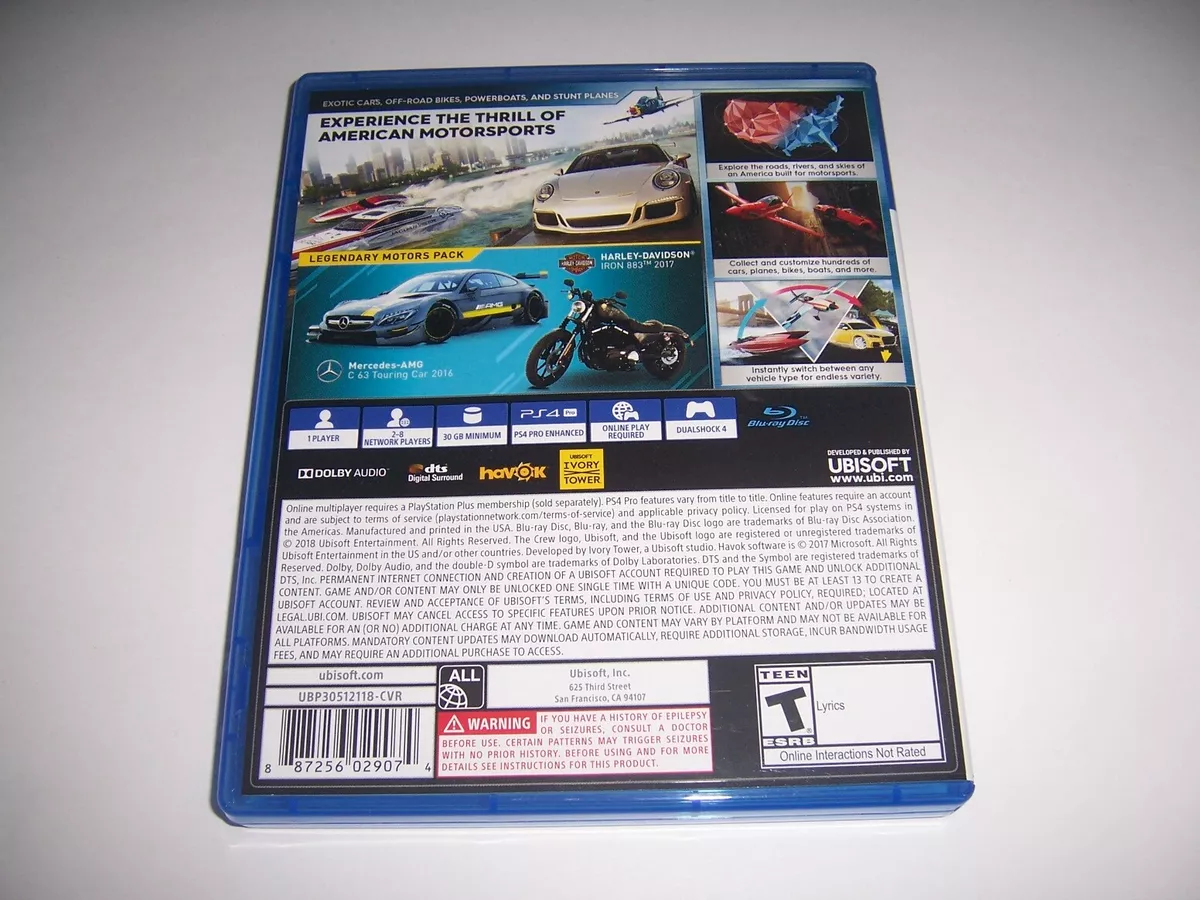 EXOTIC CARS, OFF-ROAD BIKES, POWERBOATS, AND STUNT PLANES
EXPERIENCE THE THRILL OF
AMERICAN MOTORSPORTS
Explore the roads, rivers, and skies of
an America built for motorsports.
Collect and customize hundreds of
cars, planes, bikes, boats, and more.
Instantly switch between any
vehicle type for endless variety.
LEGENDARY MOTORS PACK
HARLEY-DAVIDSON®
IRON 883™ 2017
AMG
Mercedes-AMG
C 63 Touring Car 2016
1 PLAYER
2-8
NETWORK PLAYERS
30 GB MINIMUM
PS4 Pro
PS4 PRO ENHANCED
ONLINE PLAY
REQUIRED
DUALSHOCK 4
Blu-ray Disc™
DOLBY AUDIO™
dts
Digital Surround
havok
UBISOFT
IVORY
TOWER
DEVELOPED & PUBLISHED BY
UBISOFT
www.ubi.com
Online multiplayer requires a PlayStation Plus membership (sold separately). PS4 Pro features vary from title to title. Online features require an account
and are subject to terms of service (playstationnetwork.com/terms-of-service) and applicable privacy policy. Licensed for play on PS4 systems in
the Americas. Manufactured and printed in the USA. Blu-ray Disc, Blu-ray, and the Blu-ray Disc logo are trademarks of Blu-ray Disc Association.
© 2018 Ubisoft Entertainment. All Rights Reserved. The Crew logo, Ubisoft, and the Ubisoft logo are registered or unregistered trademarks of
Ubisoft Entertainment in the US and/or other countries. Developed by Ivory Tower, a Ubisoft studio. Havok software is © 2017 Microsoft. All Rights
Reserved. Dolby, Dolby Audio, and the double-D symbol are trademarks of Dolby Laboratories. DTS and the Symbol are registered trademarks of
DTS, Inc. PERMANENT INTERNET CONNECTION AND CREATION OF A UBISOFT ACCOUNT REQUIRED TO PLAY THIS GAME AND UNLOCK ADDITIONAL
CONTENT. GAME AND/OR CONTENT MAY ONLY BE UNLOCKED ONE SINGLE TIME WITH A UNIQUE CODE. YOU MUST BE AT LEAST 13 TO CREATE A
UBISOFT ACCOUNT. REVIEW AND ACCEPTANCE OF UBISOFT'S TERMS, INCLUDING TERMS OF USE AND PRIVACY POLICY, REQUIRED; LOCATED AT
LEGAL.UBI.COM. UBISOFT MAY CANCEL ACCESS TO SPECIFIC FEATURES UPON PRIOR NOTICE. ADDITIONAL CONTENT AND/OR UPDATES MAY BE
AVAILABLE FOR AN (OR NO) ADDITIONAL CHARGE AT ANY TIME. GAME AND CONTENT MAY VARY BY PLATFORM AND MAY NOT BE AVAILABLE FOR
ALL PLATFORMS. MANDATORY CONTENT UPDATES MAY DOWNLOAD AUTOMATICALLY, REQUIRE ADDITIONAL STORAGE, INCUR BANDWIDTH USAGE
FEES, AND MAY REQUIRE AN ADDITIONAL PURCHASE TO ACCESS.
ubisoft.com
UBP30512118-CVR
8 87256 02907 4
ALL
Ubisoft, Inc.
625 Third Street
San Francisco, CA 94107
WARNING IF YOU HAVE A HISTORY OF EPILEPSY
OR SEIZURES, CONSULT A DOCTOR
BEFORE USE. CERTAIN PATTERNS MAY TRIGGER SEIZURES
WITH NO PRIOR HISTORY. BEFORE USING AND FOR MORE
DETAILS SEE INSTRUCTIONS FOR THIS PRODUCT.
TEEN
T
ESRB
Lyrics
Online Interactions Not Rated